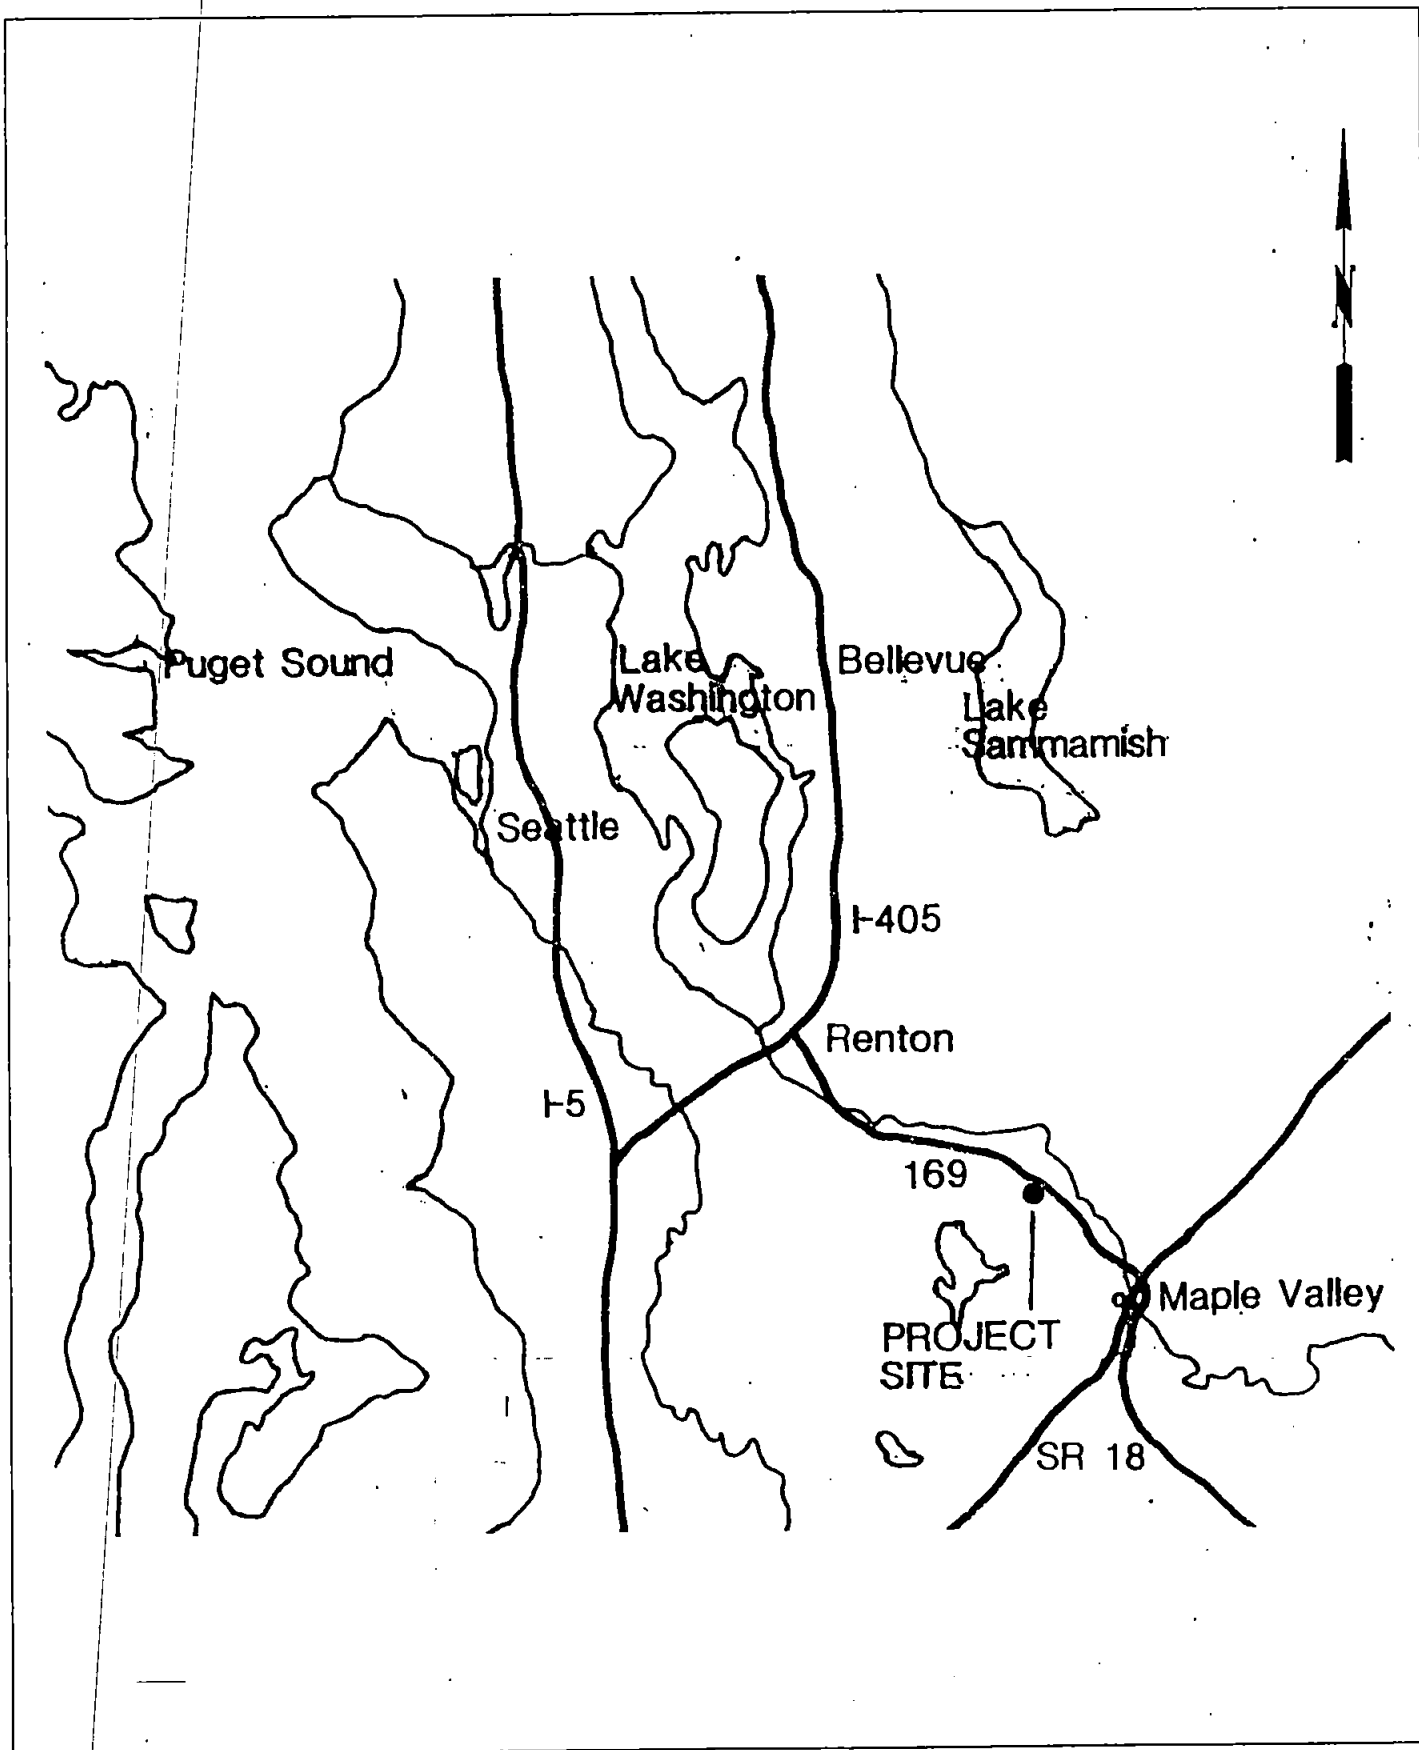 N
Puget Sound
Lake
Washington
Bellevue
Lake
Sammamish
Seattle
I-405
Renton
I-5
169
Maple Valley
PROJECT
SITE
SR 18